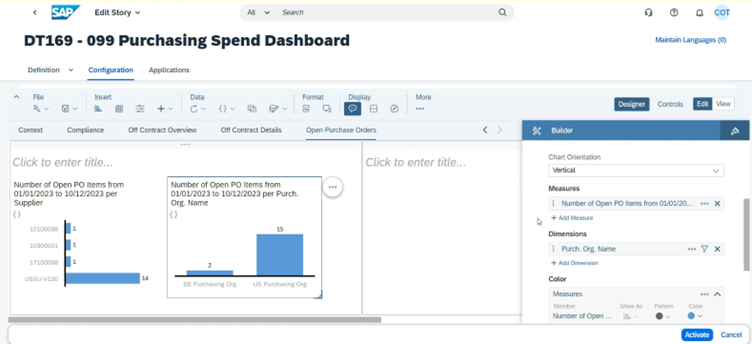 SAP
Edit Story
All
Search
COT
DT169 - 099 Purchasing Spend Dashboard
Maintain Languages (0)
Definition
Configuration
Applications
File
Insert
Data
Format
Display
More
Designer
Controls
Edit
View
Context
Compliance
Off Contract Overview
Off Contract Details
Open Purchase Orders
Builder
Click to enter title...
Click to enter title...
Number of Open PO Items from
01/01/2023 to 10/12/2023 per
Supplier
{}
10100088
1
10300001
1
17100088
1
USSU-V100
14
Number of Open PO Items from
01/01/2023 to 10/12/2023 per Purch.
Org. Name
{}
2
15
DE Purchasing Org
US Purchasing Org
Chart Orientation
Vertical
Measures
Number of Open PO Items from 01/01/20...
+ Add Measure
Dimensions
Purch. Org. Name
+ Add Dimension
Color
Measures
Member
Show As
Pattern
Color
Number of Open ...
Activate
Cancel